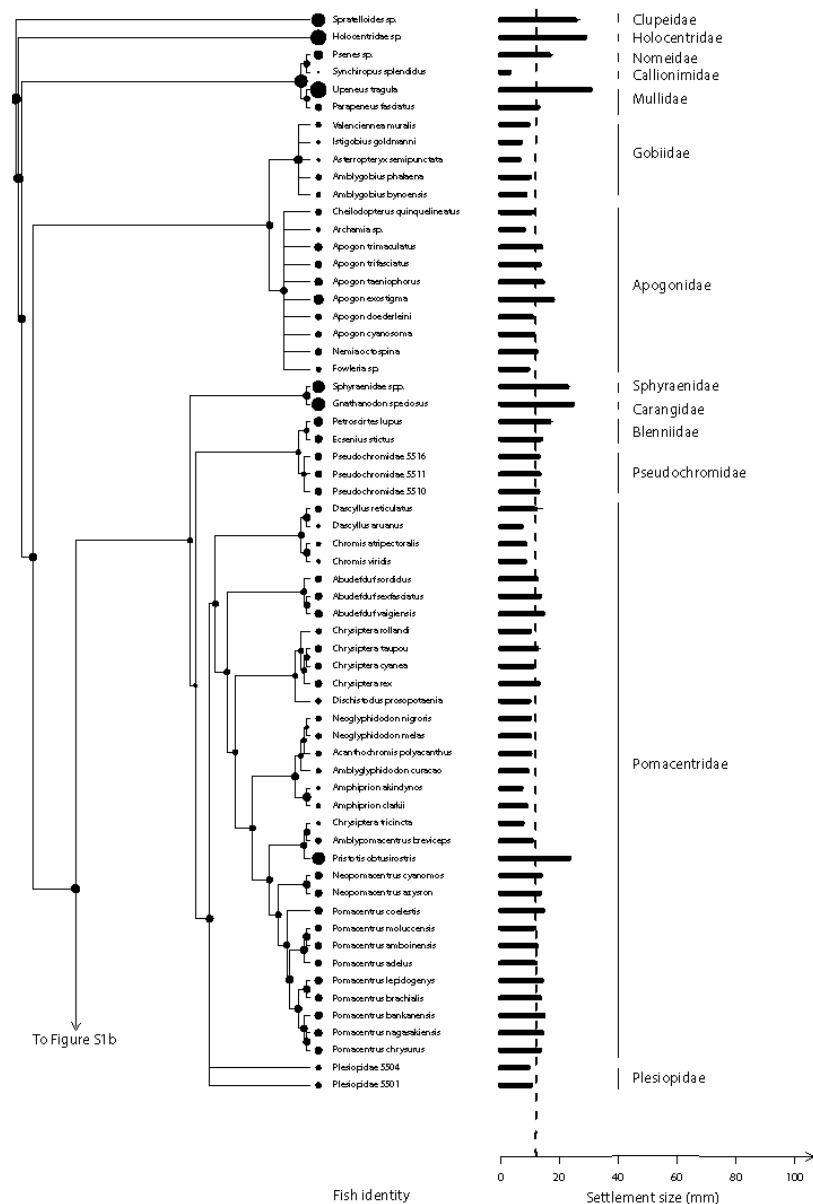 Spratelloides sp.
Clupeidae
Holocentridae sp.
Holocentridae
Psenes sp.
Nomeidae
Synchiropus splendidus
Callionimidae
Upeneus tragula
Mullidae
Parapeneus fasciatus
Valenciennea muralis
Istigobius goldmanni
Gobiidae
Asterropteryx semipunctata
Amblygobius phalaena
Amblygobius bynoensis
Cheilodopterus quinquelineatus
Archamia sp.
Apogon trimaculatus
Apogon trifasciatus
Apogonidae
Apogon taeniophorus
Apogon exostigma
Apogon doederleini
Apogon cyanosoma
Nemia octospina
Fowleria sp.
Sphyraenidae spp.
Sphyraenidae
Gnathanodon speciosus
Carangidae
Petroscirtes lupus
Blenniidae
Ecsenius stictus
Pseudochromidae 5516
Pseudochromidae 5511
Pseudochromidae
Pseudochromidae 5510
Dascyllus reticulatus
Dascyllus aruanus
Chromis atripectoralis
Chromis viridis
Abudefduf sordidus
Abudefduf sexfasciatus
Abudefduf vaigiensis
Chrysiptera rollandi
Chrysiptera taupou
Chrysiptera cyanea
Chrysiptera rex
Dischistodus prosopotaenia
Neoglyphidodon nigroris
Neoglyphidodon melas
Acanthochromis polyacanthus
Pomacentridae
Amblyglyphidodon curacao
Amphiprion akindynos
Amphiprion clarkii
Chrysiptera tricincta
Amblypomacentrus breviceps
Pristotis obtusirostris
Neopomacentrus cyanomos
Neopomacentrus azysron
Pomacentrus coelestis
Pomacentrus moluccensis
Pomacentrus amboinensis
Pomacentrus adelus
Pomacentrus lepidogenys
Pomacentrus brachialis
Pomacentrus bankanensis
Pomacentrus nagasakiensis
To Figure S1b
Pomacentrus chrysurus
Plesiopidae 5504
Plesiopidae
Plesiopidae 5501
0 20 40 60 80 100
Fish identity
Settlement size (mm)